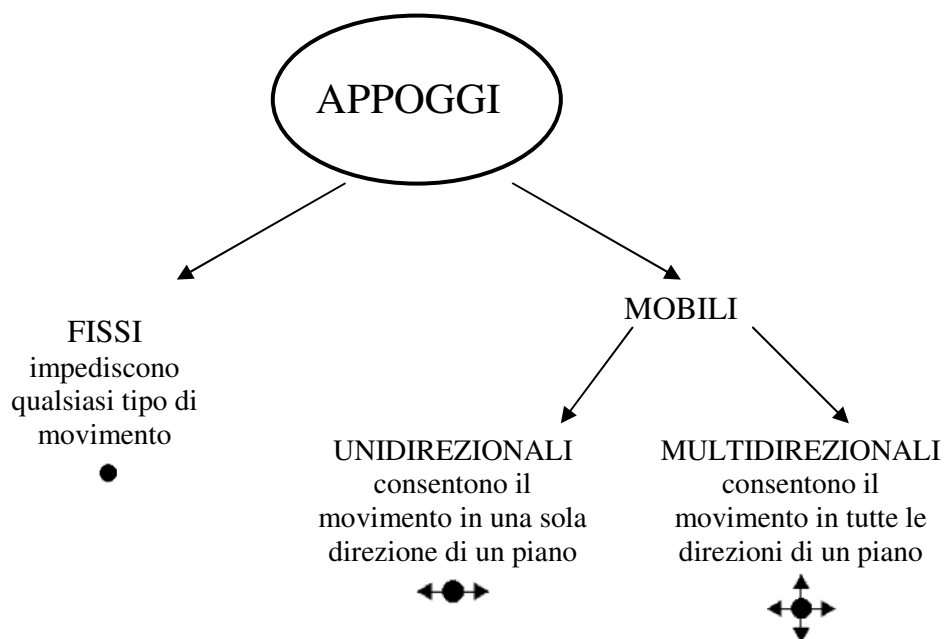 APPOGGI
FISSI
impediscono
qualsiasi tipo di
movimento
MOBILI
UNIDIREZIONALI
consentono il
movimento in una sola
direzione di un piano
MULTIDIREZIONALI
consentono il
movimento in tutte le
direzioni di un piano